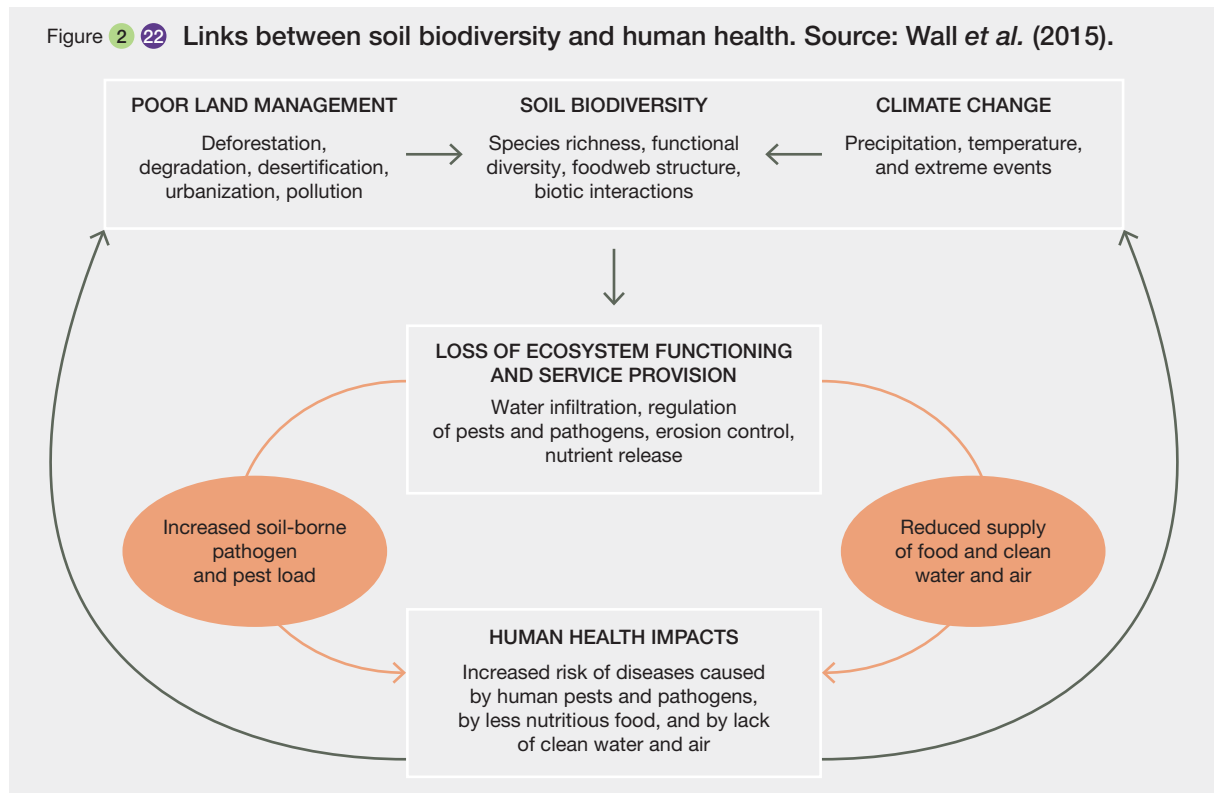 Figure 2 22 Links between soil biodiversity and human health. Source: Wall et al. (2015).
POOR LAND MANAGEMENT
Deforestation,
degradation, desertification,
urbanization, pollution
SOIL BIODIVERSITY
Species richness, functional
diversity, foodweb structure,
biotic interactions
CLIMATE CHANGE
Precipitation, temperature,
and extreme events
LOSS OF ECOSYSTEM FUNCTIONING
AND SERVICE PROVISION
Water infiltration, regulation
of pests and pathogens, erosion control,
nutrient release
Increased soil-borne
pathogen
and pest load
Reduced supply
of food and clean
water and air
HUMAN HEALTH IMPACTS
Increased risk of diseases caused
by human pests and pathogens,
by less nutritious food, and by lack
of clean water and air